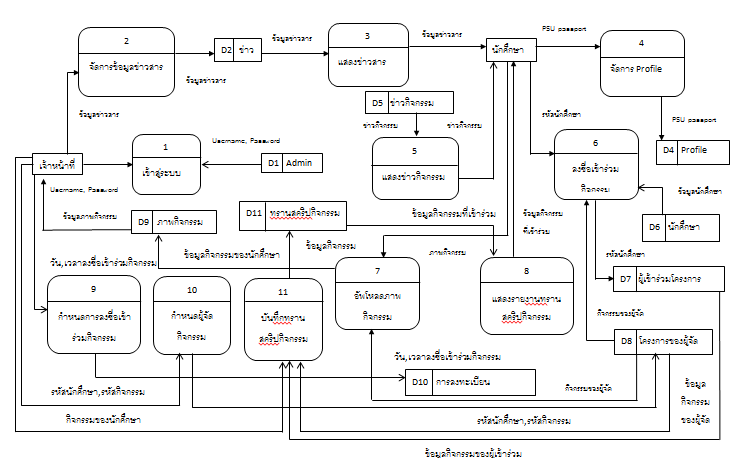 2
จัดการข้อมูลข่าวสาร
D2 ข่าว
ข้อมูลข่าวสาร
ข้อมูลข่าวสาร
ข้อมูลข่าวสาร
3
แสดงข่าวสาร
ข้อมูลข่าวสาร
นักศึกษา
PSU passport
4
จัดการ Profile
PSU passport
D4 Profile
D5 ข่าวกิจกรรม
ข่าวกิจกรรม
ข่าวกิจกรรม
5
แสดงข่าวกิจกรรม
รหัสนักศึกษา
6
ลงชื่อเข้าร่วม
กิจกรรม
ข้อมูลนักศึกษา
D6 นักศึกษา
เจ้าหน้าที่
1
เข้าสู่ระบบ
Username, Password
D1 Admin
Username, Password
ข้อมูลภาพกิจกรรม
D9 ภาพกิจกรรม
D11 ทรานสคริปกิจกรรม
ข้อมูลกิจกรรมที่เข้าร่วม
ข้อมูลกิจกรรม
ที่เข้าร่วม
ข้อมูลกิจกรรมของนักศึกษา
ข้อมูลกิจกรรม
ภาพกิจกรรม
รหัสนักศึกษา
D7 ผู้เข้าร่วมโครงการ
วัน,เวลาลงชื่อเข้าร่วมกิจกรรม
9
กำหนดการลงชื่อเข้า
ร่วมกิจกรรม
10
กำหนดผู้จัด
กิจกรรม
11
บันทึกทราน
สคริปกิจกรรม
7
อัพโหลดภาพ
กิจกรรม
8
แสดงรายงานทราน
สคริปกิจกรรม
กิจกรรมของผู้จัด
D8 โครงการของผู้จัด
วัน,เวลาลงชื่อเข้าร่วมกิจกรรม
D10 การลงทะเบียน
กิจกรรมของผู้จัด
ข้อมูล
กิจกรรม
ของผู้จัด
รหัสนักศึกษา,รหัสกิจกรรม
กิจกรรมของนักศึกษา
รหัสนักศึกษา,รหัสกิจกรรม
ข้อมูลกิจกรรมของผู้เข้าร่วม